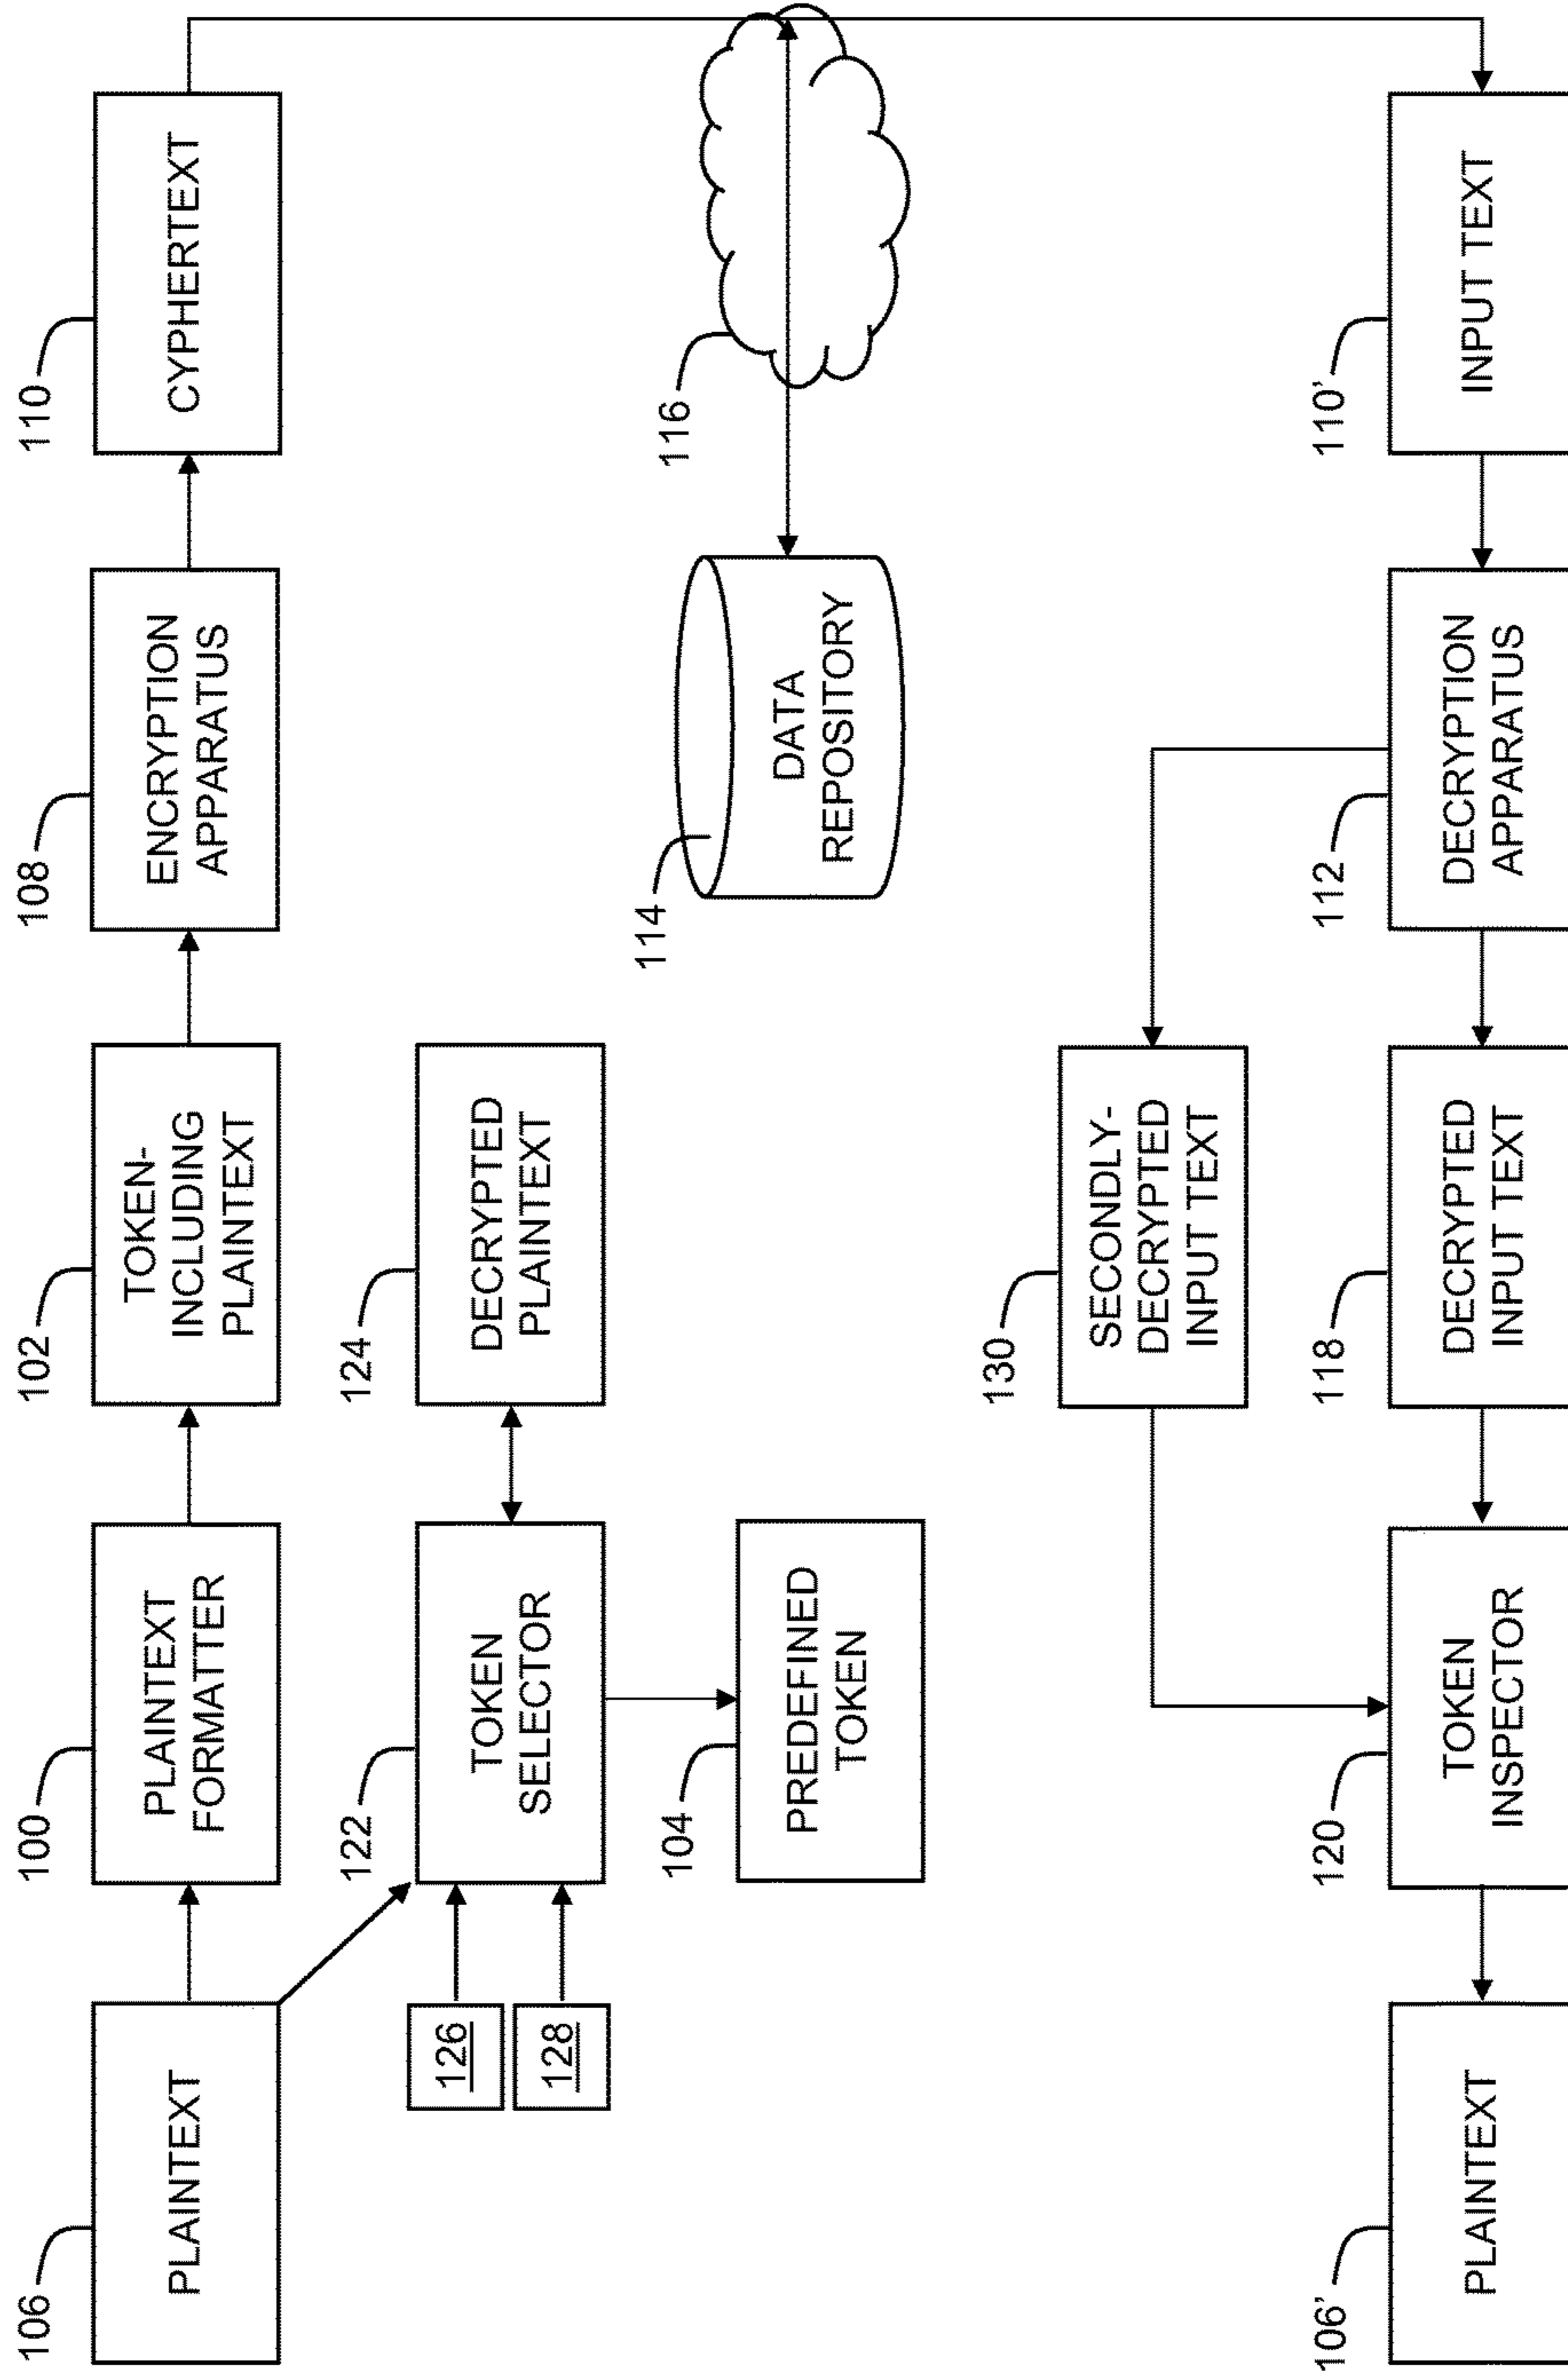 106
PLAINTEXT
100
PLAINTEXT
FORMATTER
102
TOKEN-
INCLUDING
PLAINTEXT
108
ENCRYPTION
APPARATUS
110
CYPHERTEXT
126
128
122
TOKEN
SELECTOR
124
DECRYPTED
PLAINTEXT
104
PREDEFINED
TOKEN
114
DATA
REPOSITORY
116
130
SECONDLY-
DECRYPTED
INPUT TEXT
106’
PLAINTEXT
120
TOKEN
INSPECTOR
118
DECRYPTED
INPUT TEXT
112
DECRYPTION
APPARATUS
110’
INPUT TEXT